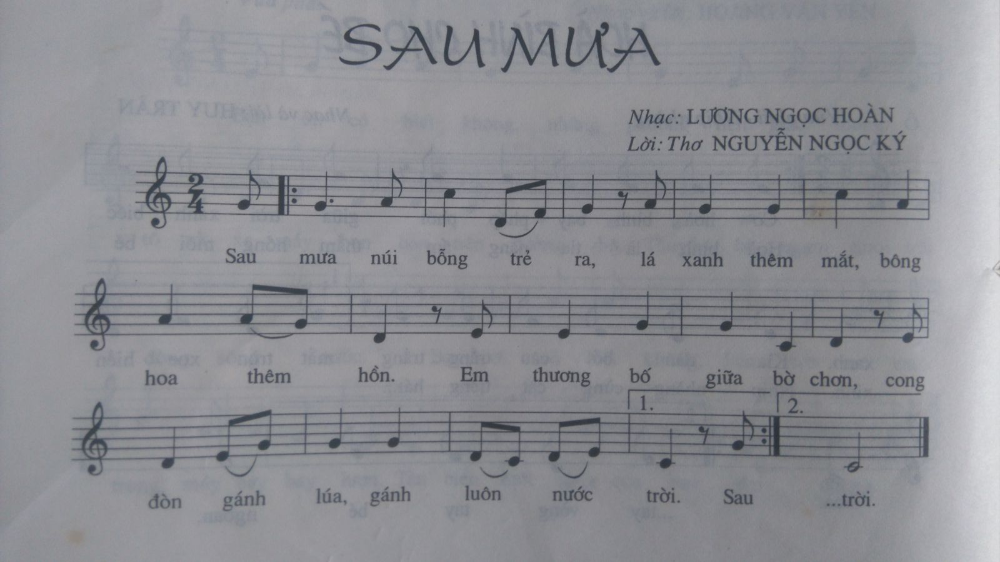 SAU MƯA
Nhạc: LƯƠNG NGỌC HOÀN
Lời: Thơ NGUYỄN NGỌC KÝ
2
4
Sau mưa núi bỗng trẻ ra, lá xanh thêm mắt, bông
hoa thêm hồn. Em thương bố giữa bờ chơn, cong
1. 2.
đòn gánh lúa, gánh luôn nước trời. Sau ...trời.